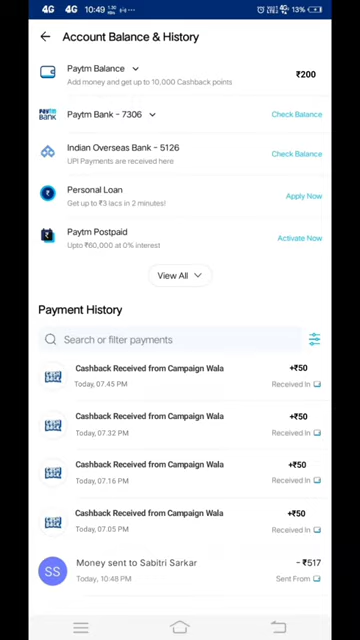 4G 4G 10:49 1.30 KB/s
13%
Account Balance & History
Paytm Balance
Add money and get up to 10,000 Cashback points
₹200
Paytm BANK
Paytm Bank - 7306
Check Balance
Indian Overseas Bank - 5126
UPI Payments are received here
Check Balance
Personal Loan
Get up to ₹3 lacs in 2 minutes!
Apply Now
Paytm Postpaid
Upto ₹60,000 at 0% interest
Activate Now
View All
Payment History
Search or filter payments
Cashback Received from Campaign Wala
+₹50
Today, 07.45 PM
Received In
Cashback Received from Campaign Wala
+₹50
Today, 07.32 PM
Received In
Cashback Received from Campaign Wala
+₹50
Today, 07.16 PM
Received In
Cashback Received from Campaign Wala
+₹50
Today, 07.05 PM
Received In
SS
Money sent to Sabitri Sarkar
- ₹517
Today, 10:48 PM
Sent From